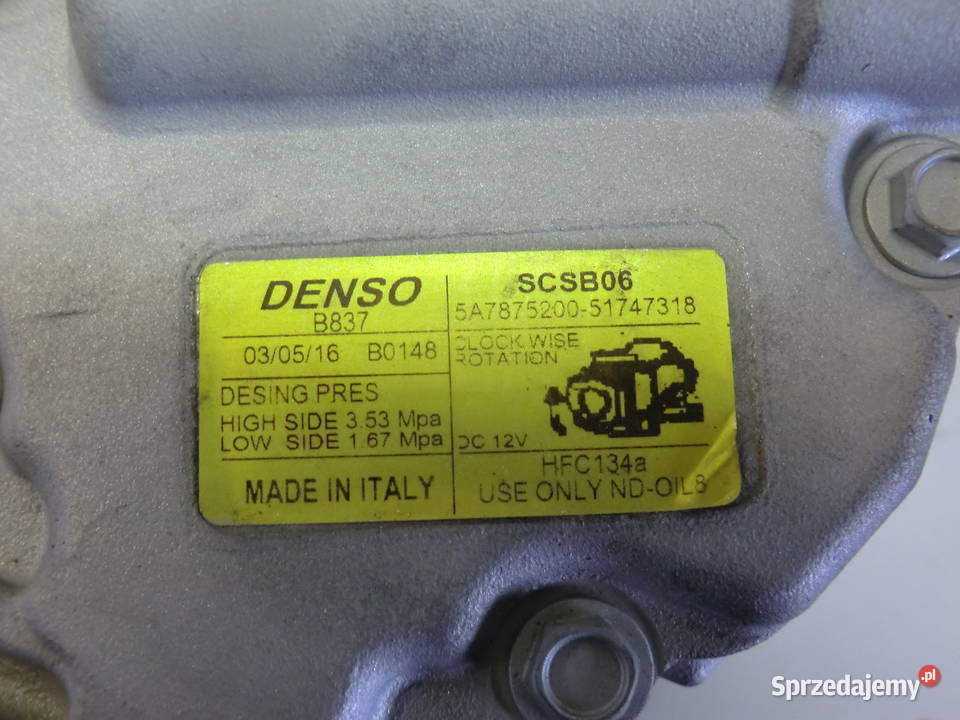 DENSO
B837
03/05/16 B0148
DESING PRES
HIGH SIDE 3.53 Mpa
LOW SIDE 1.67 Mpa
MADE IN ITALY
SCSB06
5A7875200-51747318
CLOCK WISE
ROTATION
DC 12V
HFC134a
USE ONLY ND-OIL8
Sprzedajemy.pl